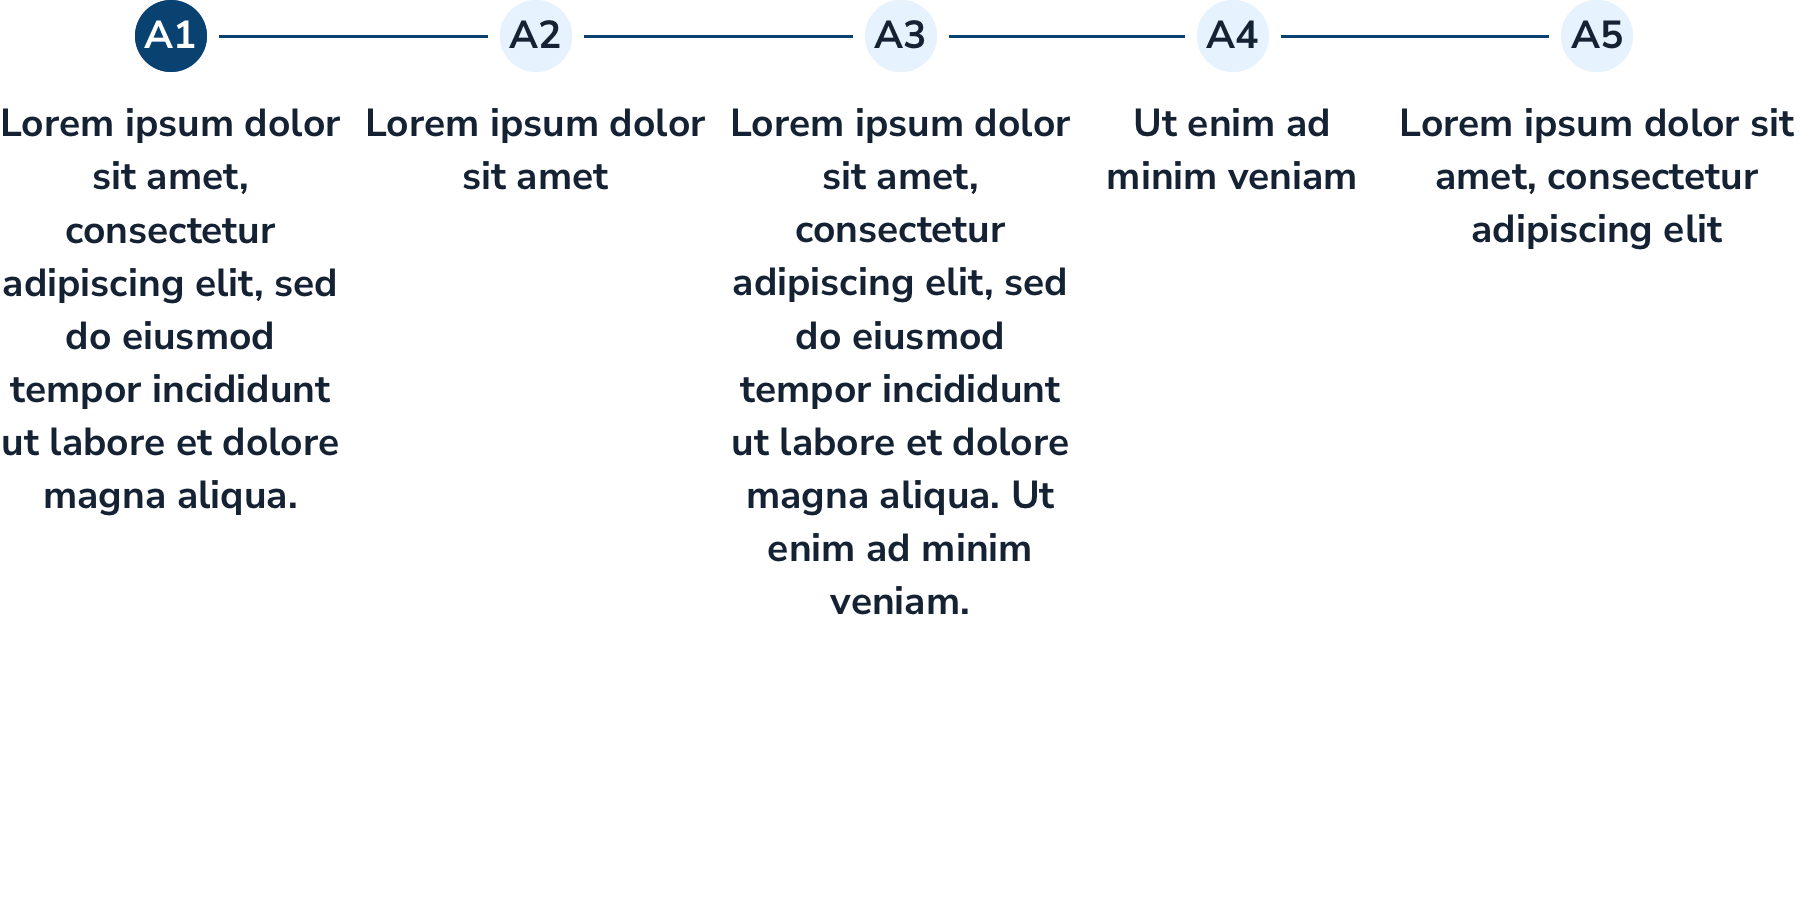 A1
Lorem ipsum dolor
sit amet,
consectetur
adipiscing elit, sed
do eiusmod
tempor incididunt
ut labore et dolore
magna aliqua.
A2
Lorem ipsum dolor
sit amet
A3
Lorem ipsum dolor
sit amet,
consectetur
adipiscing elit, sed
do eiusmod
tempor incididunt
ut labore et dolore
magna aliqua. Ut
enim ad minim
veniam.
A4
Ut enim ad
minim veniam
A5
Lorem ipsum dolor sit
amet, consectetur
adipiscing elit